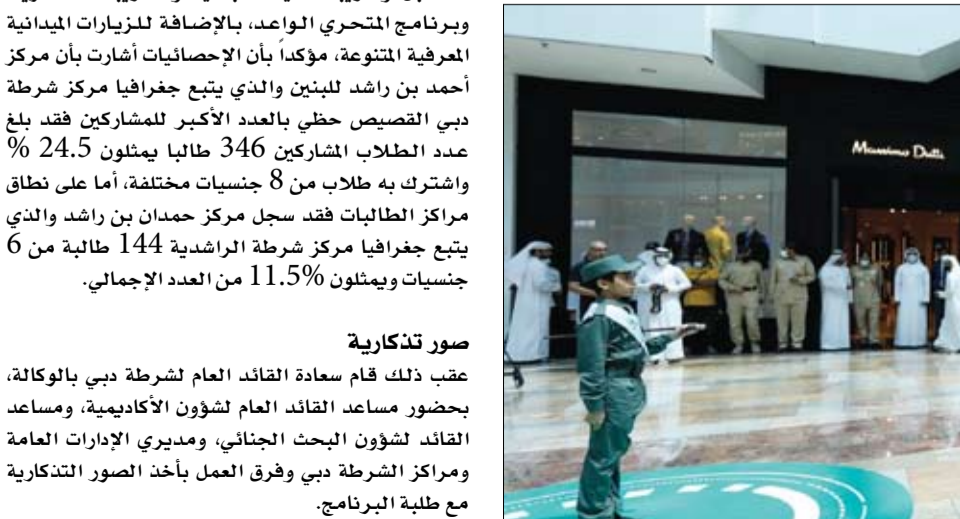 وبرنامج المتحري الواعد، بالإضافة للزيارات الميدانية
المعرفية المتنوعة، مؤكداً بأن الإحصائيات أشارت بأن مركز
أحمد بن راشد للبنين والذي يتبع جغرافيا مركز شرطة
دبي القصيص حظي بالعدد الأكبر للمشاركين فقد بلغ
عدد الطلاب المشاركين 346 طالبا يمثلون 24.5 %
واشترك به طلاب من 8 جنسيات مختلفة، أما على نطاق
مراكز الطالبات فقد سجل مركز حمدان بن راشد والذي
يتبع جغرافيا مركز شرطة الراشدية 144 طالبة من 6
جنسيات ويمثلون 11.5% من العدد الإجمالي.
صور تذكارية
عقب ذلك قام سعادة القائد العام لشرطة دبي بالوكالة،
بحضور مساعد القائد العام لشؤون الأكاديمية، ومساعد
القائد لشؤون البحث الجنائي، ومديري الإدارات العامة
ومراكز الشرطة دبي وفرق العمل بأخذ الصور التذكارية
مع طلبة البرنامج.
Massimo Dutti